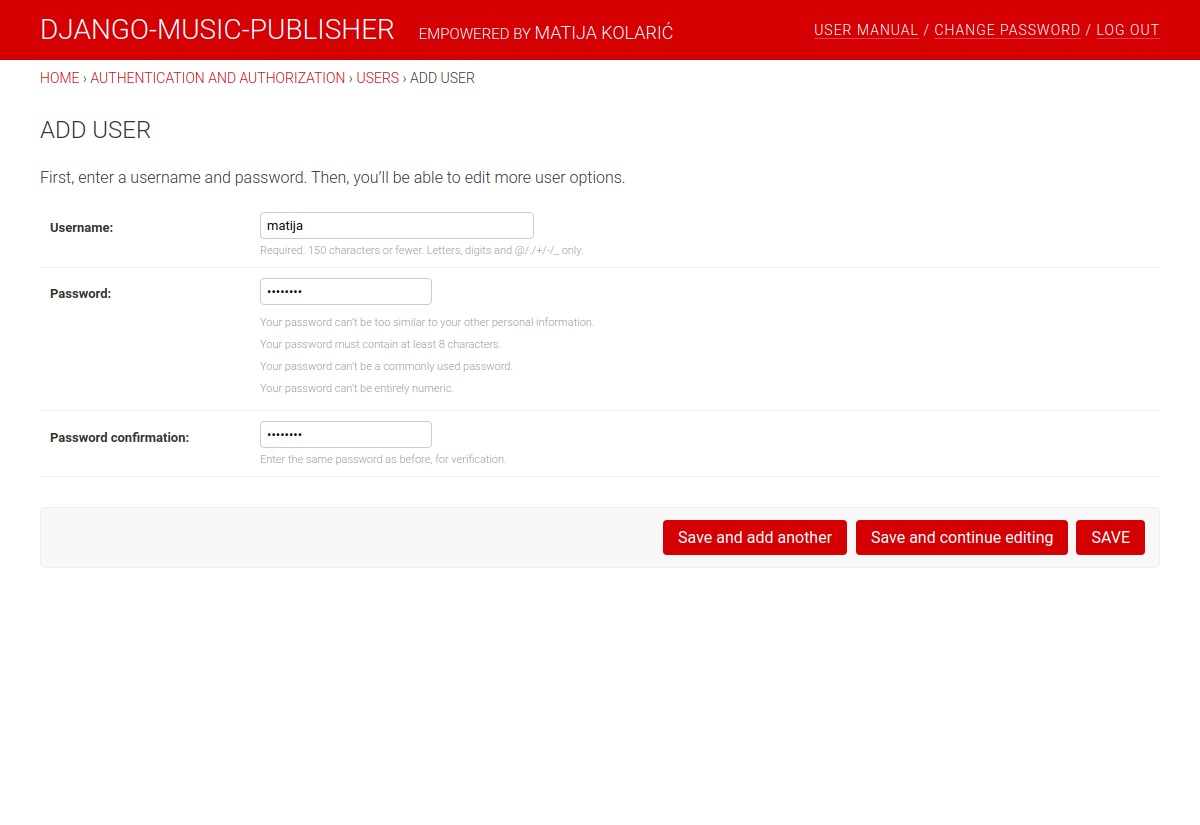 DJANGO-MUSIC-PUBLISHER EMPOWERED BY MATIJA KOLARIĆ USER MANUAL / CHANGE PASSWORD / LOG OUT
HOME › AUTHENTICATION AND AUTHORIZATION › USERS › ADD USER
ADD USER
First, enter a username and password. Then, you’ll be able to edit more user options.
Username: matija
Required. 150 characters or fewer. Letters, digits and @/./+/-/_ only.
Password: ••••••••
Your password can’t be too similar to your other personal information.
Your password must contain at least 8 characters.
Your password can’t be a commonly used password.
Your password can’t be entirely numeric.
Password confirmation: ••••••••
Enter the same password as before, for verification.
Save and add another Save and continue editing SAVE